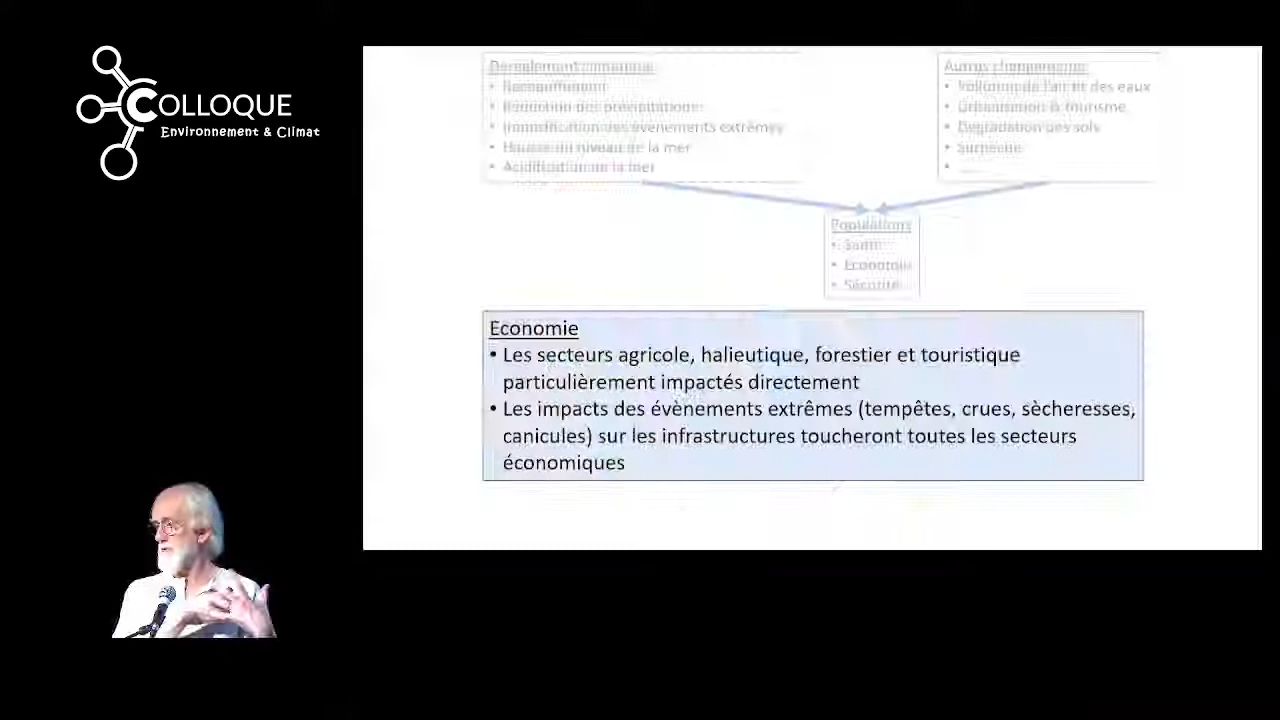 COLLOQUE
Environnement & Climat
Dérèglement climatique
Réchauffement
Réduction des précipitations
Intensification des évènements extrêmes
Hausse du niveau de la mer
Acidification de la mer
Autres changements
• Pollution de l'air et des eaux
• Urbanisation & tourisme
• Dégradation des sols
• Surpêche
Populations
• Santé
• Economie
• Sécurité
Economie
• Les secteurs agricole, halieutique, forestier et touristique
particulièrement impactés directement
• Les impacts des évènements extrêmes (tempêtes, crues, sècheresses,
canicules) sur les infrastructures toucheront toutes les secteurs
économiques